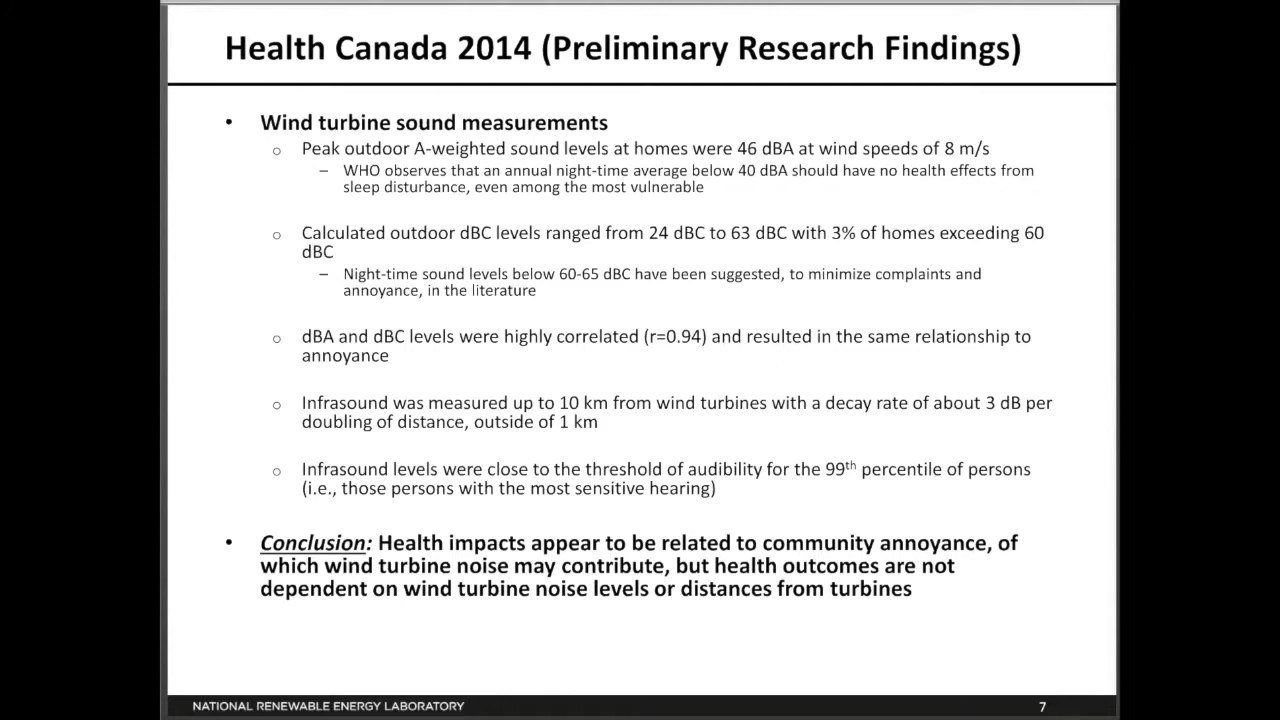 Health Canada 2014 (Preliminary Research Findings)
• Wind turbine sound measurements
○ Peak outdoor A-weighted sound levels at homes were 46 dBA at wind speeds of 8 m/s
– WHO observes that an annual night-time average below 40 dBA should have no health effects from
sleep disturbance, even among the most vulnerable
○ Calculated outdoor dBC levels ranged from 24 dBC to 63 dBC with 3% of homes exceeding 60
dBC
– Night-time sound levels below 60-65 dBC have been suggested, to minimize complaints and
annoyance, in the literature
○ dBA and dBC levels were highly correlated (r=0.94) and resulted in the same relationship to
annoyance
○ Infrasound was measured up to 10 km from wind turbines with a decay rate of about 3 dB per
doubling of distance, outside of 1 km
○ Infrasound levels were close to the threshold of audibility for the 99th percentile of persons
(i.e., those persons with the most sensitive hearing)
• Conclusion: Health impacts appear to be related to community annoyance, of
which wind turbine noise may contribute, but health outcomes are not
dependent on wind turbine noise levels or distances from turbines
NATIONAL RENEWABLE ENERGY LABORATORY 7